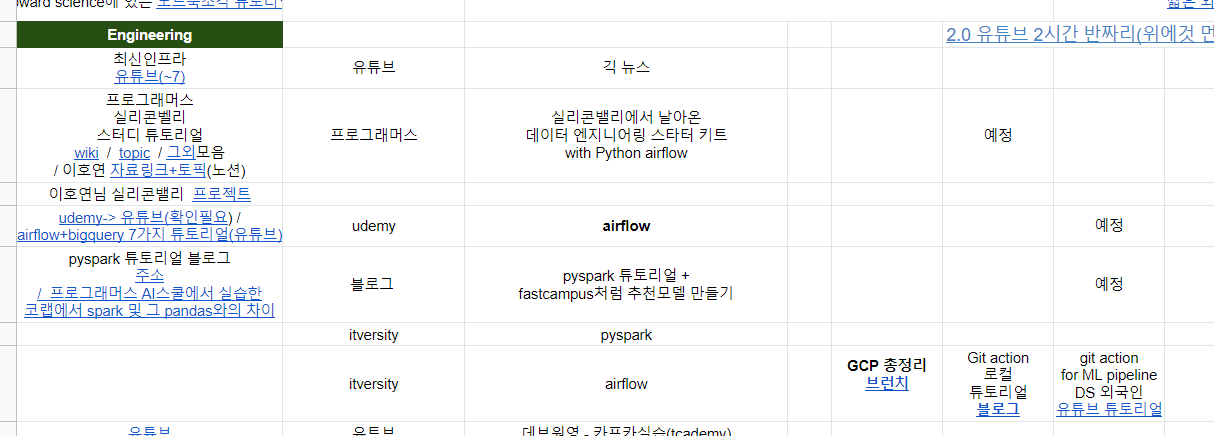 oward science에 있는 노트북조각 튜토리얼
Engineering
2.0 유튜브 2시간 반짜리(위에것 먼
최신인프라
유튜브(~7)
유튜브
긱 뉴스
프로그래머스
실리콘벨리
스터디 튜토리얼
wiki / topic / 그외모음
/ 이호연 자료링크+토픽(노션)
프로그래머스
실리콘밸리에서 날아온
데이터 엔지니어링 스타터 키트
with Python airflow
예정
이호연님 실리콘밸리 프로젝트
udemy-> 유튜브(확인필요) /
airflow+bigquery 7가지 튜토리얼(유튜브)
udemy
airflow
예정
pyspark 튜토리얼 블로그
주소
/ 프로그래머스 AI스쿨에서 실습한
코랩에서 spark 및 그 pandas와의 차이
블로그
pyspark 튜토리얼 +
fastcampus처럼 추천모델 만들기
예정
itversity
pyspark
itversity
airflow
GCP 총정리
브런치
Git action
로컬
튜토리얼
블로그
git action
for ML pipeline
DS 외국인
유튜브 튜토리얼
유튜브
유튜브
데브원영 - 카프카실습(tcademy)